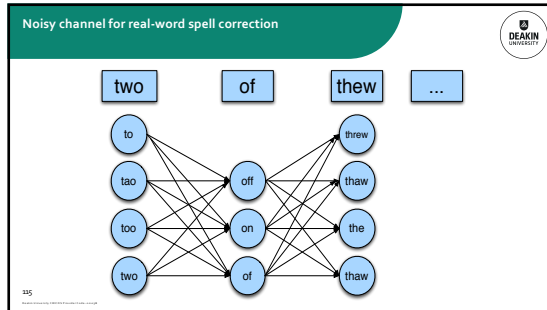 Noisy channel for real-word spell correction
DEAKIN
UNIVERSITY
two of thew ...
to threw
tao off thaw
too on the
two of thaw
115